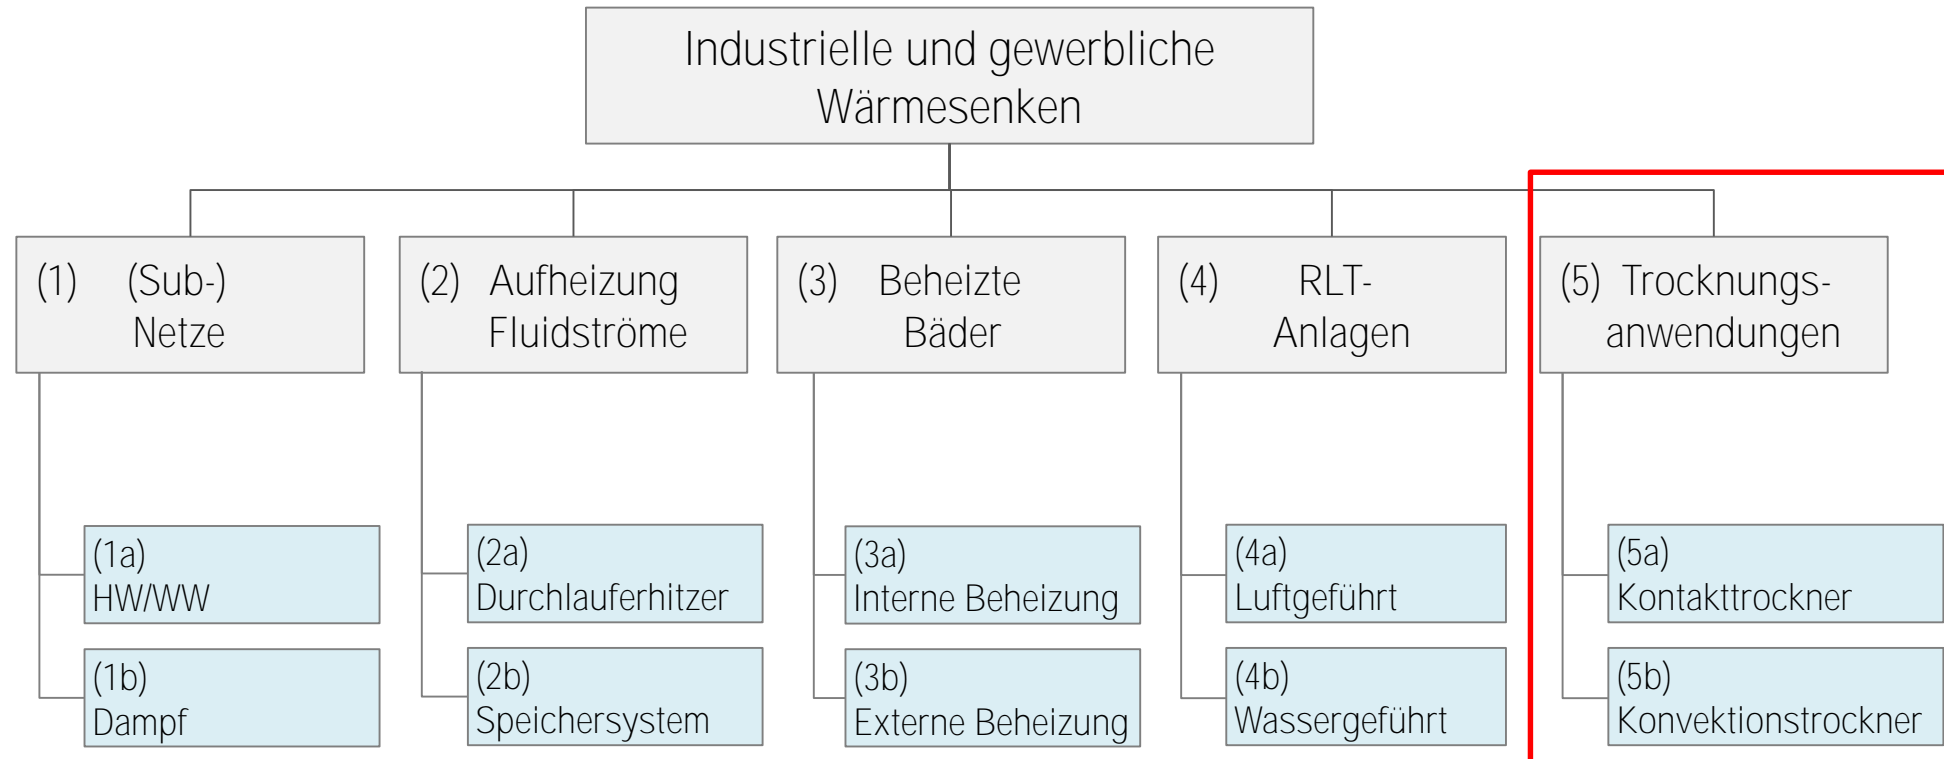 Industrielle und gewerbliche
Wärmesenken
(1) (Sub-)
Netze
(2) Aufheizung
Fluidströme
(3) Beheizte
Bäder
(4) RLT-
Anlagen
(5) Trocknungs-
anwendungen
(1a)
HW/WW
(1b)
Dampf
(2a)
Durchlauferhitzer
(2b)
Speichersystem
(3a)
Interne Beheizung
(3b)
Externe Beheizung
(4a)
Luftgeführt
(4b)
Wassergeführt
(5a)
Kontakttrockner
(5b)
Konvektionstrockner